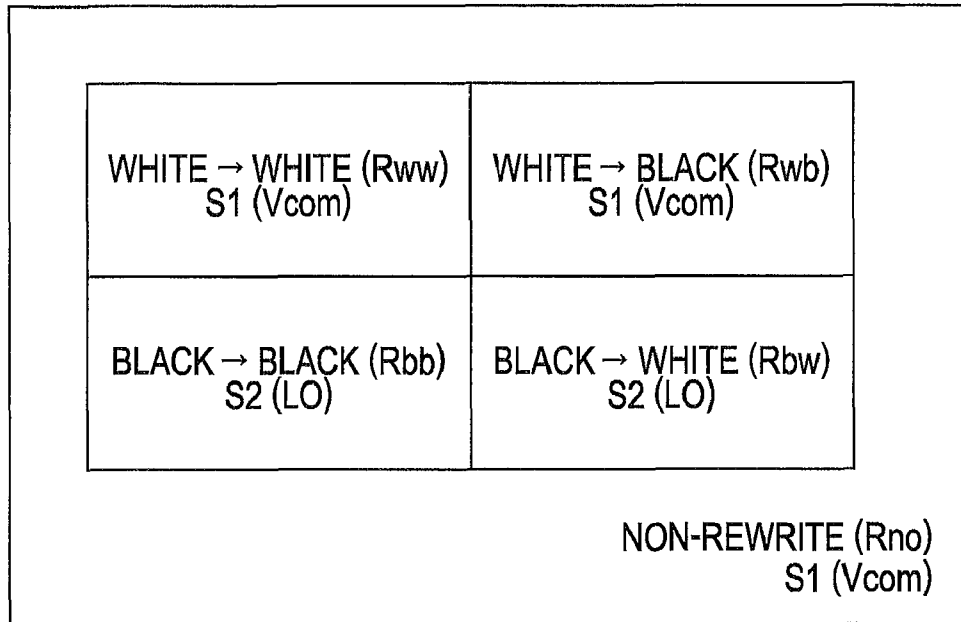 WHITE → WHITE (Rww)
S1 (Vcom)
WHITE → BLACK (Rwb)
S1 (Vcom)
BLACK → BLACK (Rbb)
S2 (LO)
BLACK → WHITE (Rbw)
S2 (LO)
NON-REWRITE (Rno)
S1 (Vcom)